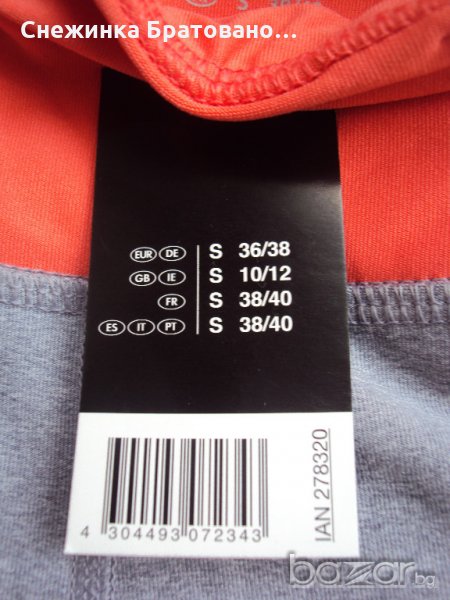 Снежинка Братовано...
EUR DE S 36/38
GB IE S 10/12
FR S 38/40
ES IT PT S 38/40
4 304493 072343
IAN 278320
bazar.bg